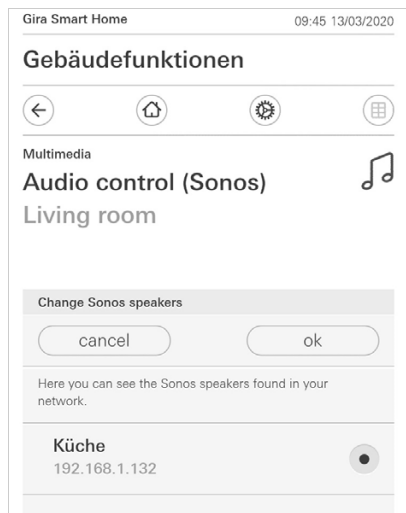 Gira Smart Home 09:45 13/03/2020
Gebäudefunktionen
Multimedia
Audio control (Sonos)
Living room
Change Sonos speakers
cancel ok
Here you can see the Sonos speakers found in your
network.
Küche
192.168.1.132